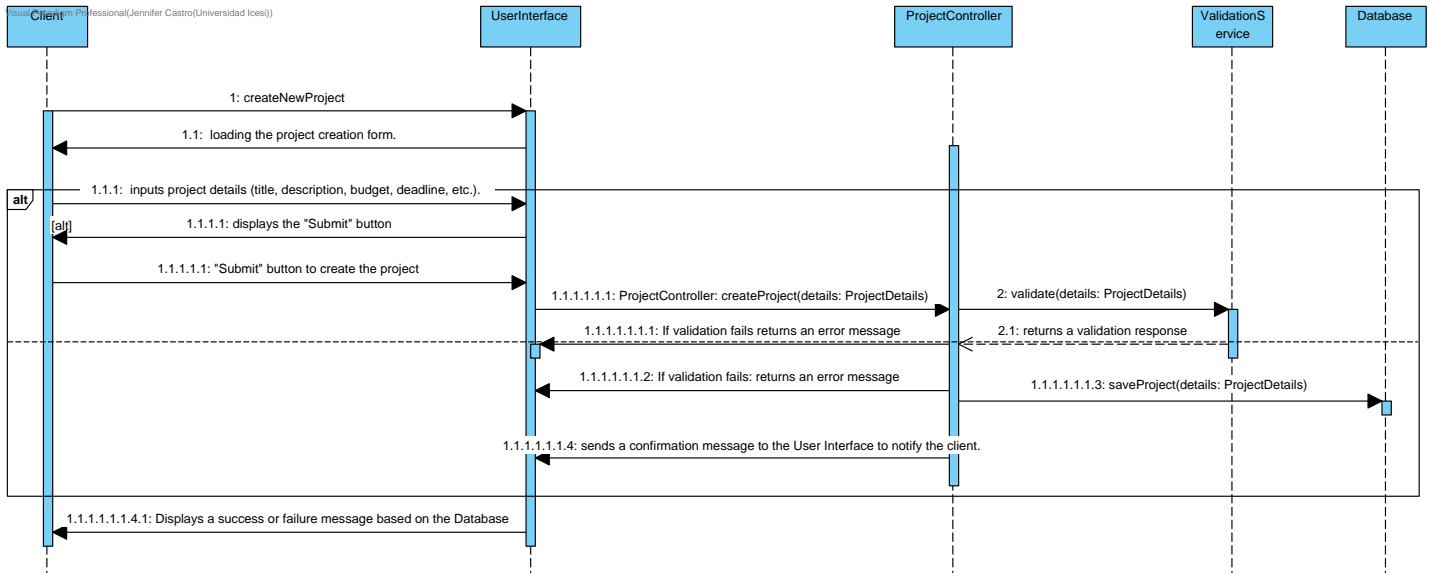 Visual Paradigm Professional(Jennifer Castro(Universidad Icesi))
Client
UserInterface
ProjectController
ValidationS
ervice
Database
1: createNewProject
1.1:  loading the project creation form.
alt
1.1.1:  inputs project details (title, description, budget, deadline, etc.).
[alt]
1.1.1.1: displays the "Submit" button
1.1.1.1.1: "Submit" button to create the project
1.1.1.1.1.1: ProjectController: createProject(details: ProjectDetails)
2: validate(details: ProjectDetails)
1.1.1.1.1.1.1: If validation fails returns an error message
2.1: returns a validation response
1.1.1.1.1.1.2: If validation fails: returns an error message
1.1.1.1.1.1.3: saveProject(details: ProjectDetails)
1.1.1.1.1.1.4: sends a confirmation message to the User Interface to notify the client.
1.1.1.1.1.1.4.1: Displays a success or failure message based on the Database